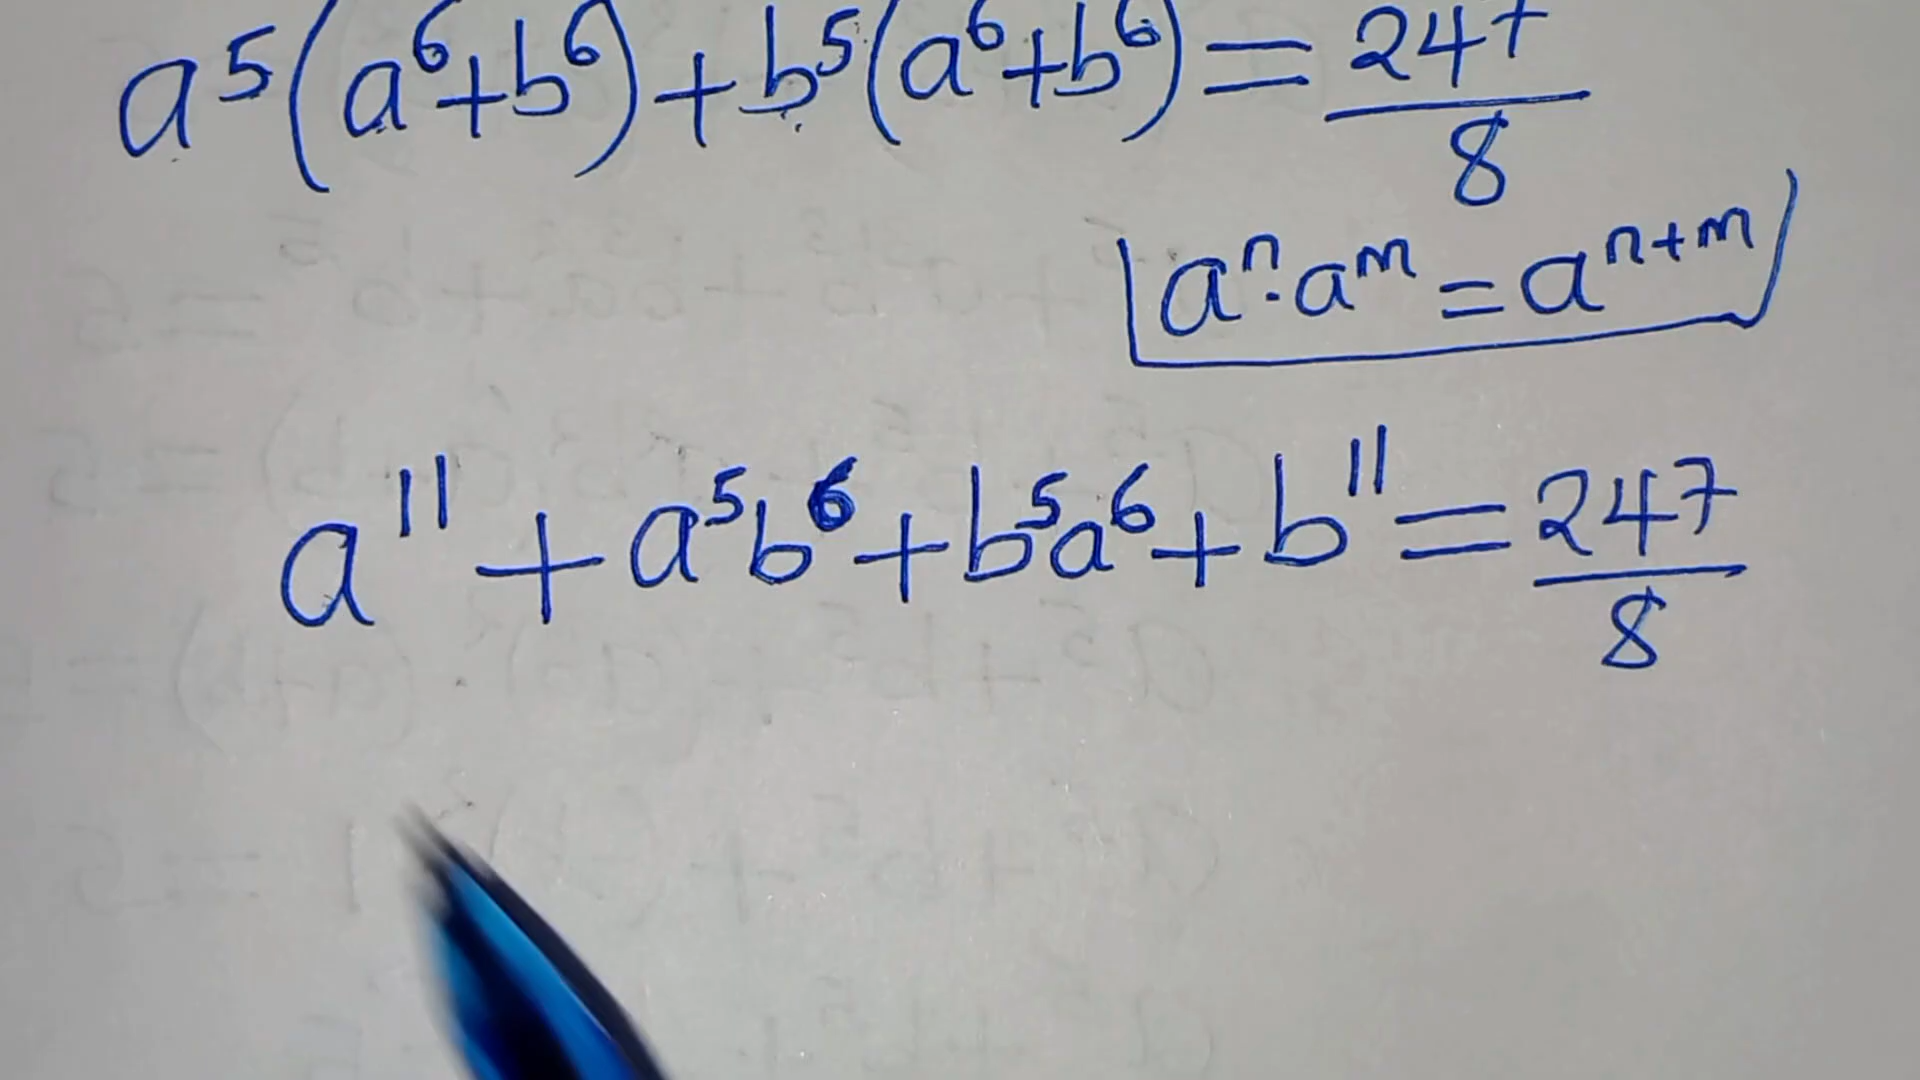 a⁵(a⁶+b⁶)+b⁵(a⁶+b⁶)=247/8
aⁿ·aᵐ=aⁿ⁺ᵐ
a¹¹+a⁵b⁶+b⁵a⁶+b¹¹=247/8